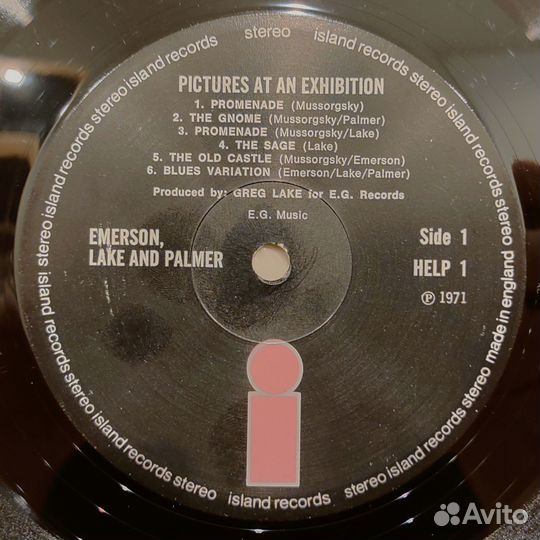 stereo island records stereo island records stereo island records stereo island records made in england stereo island records stereo island records
PICTURES AT AN EXHIBITION
1. PROMENADE (Mussorgsky)
2. THE GNOME (Mussorgsky/Palmer)
3. PROMENADE (Mussorgsky/Lake)
4. THE SAGE (Lake)
5. THE OLD CASTLE (Mussorgsky/Emerson)
6. BLUES VARIATION (Emerson/Lake/Palmer)
Produced by: GREG LAKE for E.G. Records
E.G. Music
EMERSON,
LAKE AND PALMER
Side 1
HELP 1
℗ 1971
Avito